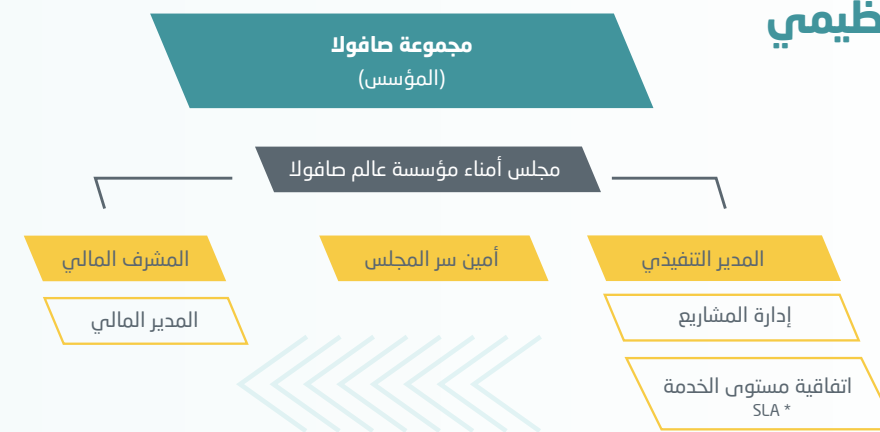 ظيمي
مجموعة صافولا
(المؤسس)
مجلس أمناء مؤسسة عالم صافولا
المدير التنفيذي
أمين سر المجلس
المشرف المالي
إدارة المشاريع
المدير المالي
اتفاقية مستوى الخدمة
* SLA